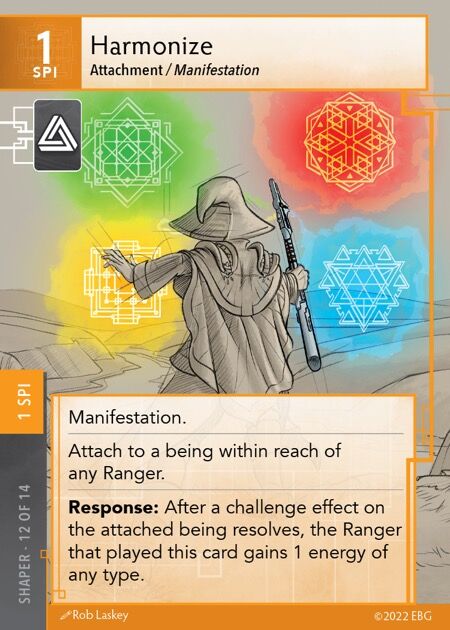 1
SPI
Harmonize
Attachment / Manifestation
1 SPI
SHAPER - 12 OF 14
Manifestation.
Attach to a being within reach of
any Ranger.
Response: After a challenge effect on
the attached being resolves, the Ranger
that played this card gains 1 energy of
any type.
Rob Laskey
©2022 EBG